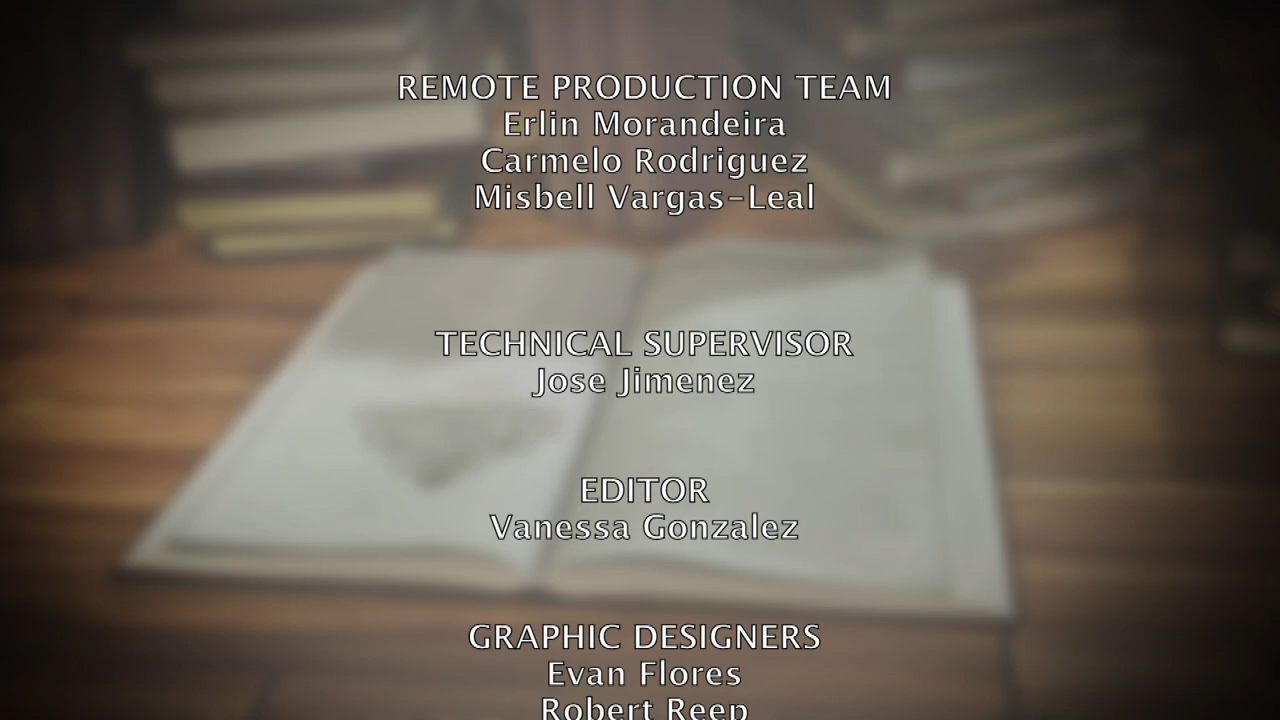 REMOTE PRODUCTION TEAM
Erlin Morandeira
Carmelo Rodriguez
Misbell Vargas-Leal
TECHNICAL SUPERVISOR
Jose Jimenez
EDITOR
Vanessa Gonzalez
GRAPHIC DESIGNERS
Evan Flores
Robert Reep